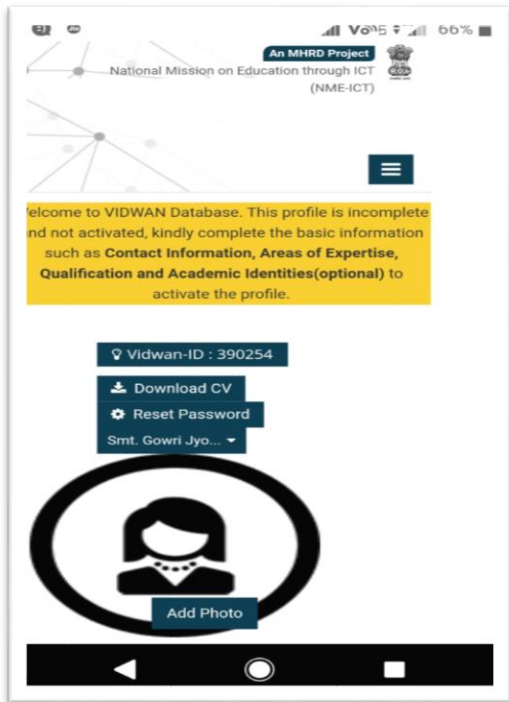 66%
An MHRD Project
National Mission on Education through ICT
(NME-ICT)
elcome to VIDWAN Database. This profile is incomplete
nd not activated, kindly complete the basic information
such as Contact Information, Areas of Expertise,
Qualification and Academic Identities(optional) to
activate the profile.
Vidwan-ID : 390254
Download CV
Reset Password
Smt. Gowri Jyo...
Add Photo